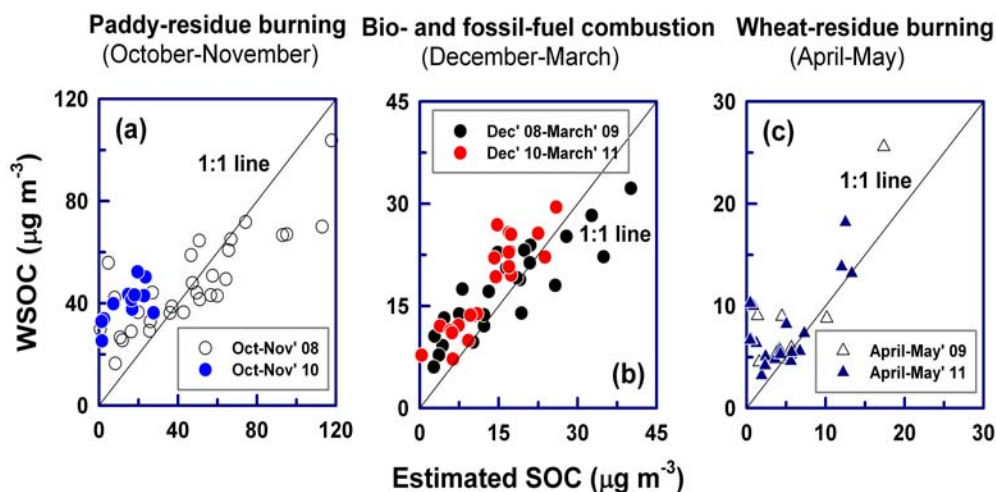 Paddy-residue burning
(October-November)
Bio- and fossil-fuel combustion
(December-March)
Wheat-residue burning
(April-May)
WSOC (µg m⁻³)
120
80
40
0
0 40 80 120
(a)
1:1 line
Oct-Nov' 08
Oct-Nov' 10
45
30
15
0
0 15 30 45
Dec' 08-March' 09
Dec' 10-March' 11
1:1 line
(b)
30
20
10
0
0 10 20 30
(c)
1:1 line
April-May' 09
April-May' 11
Estimated SOC (µg m⁻³)